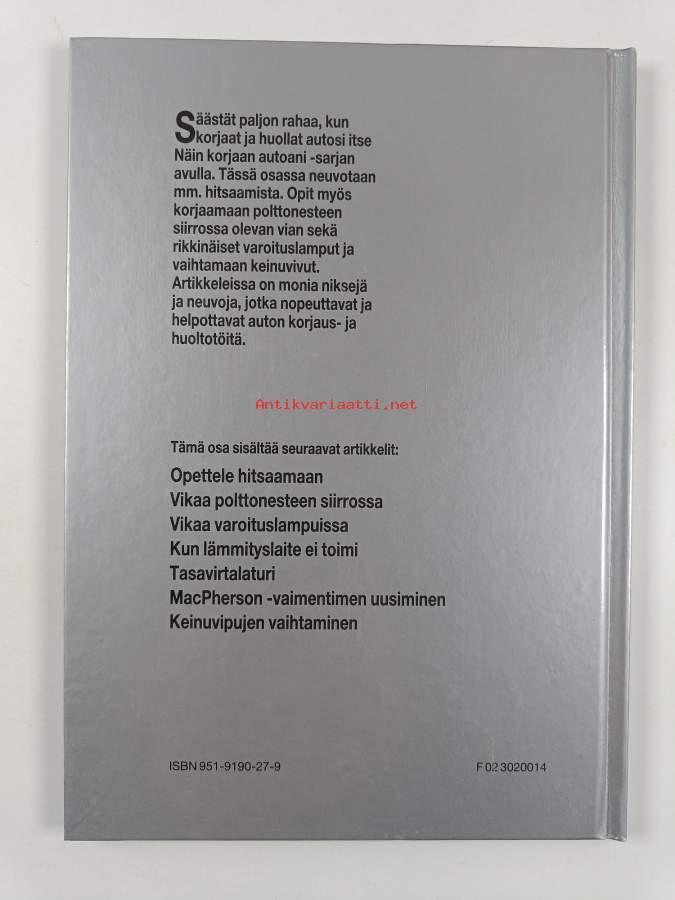 Säästät paljon rahaa, kun
korjaat ja huollat autosi itse
Näin korjaan autoani -sarjan
avulla. Tässä osassa neuvotaan
mm. hitsaamista. Opit myös
korjaamaan polttonesteen
siirrossa olevan vian sekä
rikkinäiset varoituslamput ja
vaihtamaan keinuvivut.
Artikkeleissa on monia niksejä
ja neuvoja, jotka nopeuttavat ja
helpottavat auton korjaus- ja
huoltotöitä.
Antikvariaatti.net
Tämä osa sisältää seuraavat artikkelit:
Opettele hitsaamaan
Vikaa polttonesteen siirrossa
Vikaa varoituslampuissa
Kun lämmityslaite ei toimi
Tasavirtalaturi
MacPherson -vaimentimen uusiminen
Keinuvipujen vaihtaminen
ISBN 951-9190-27-9
F 02 3020014